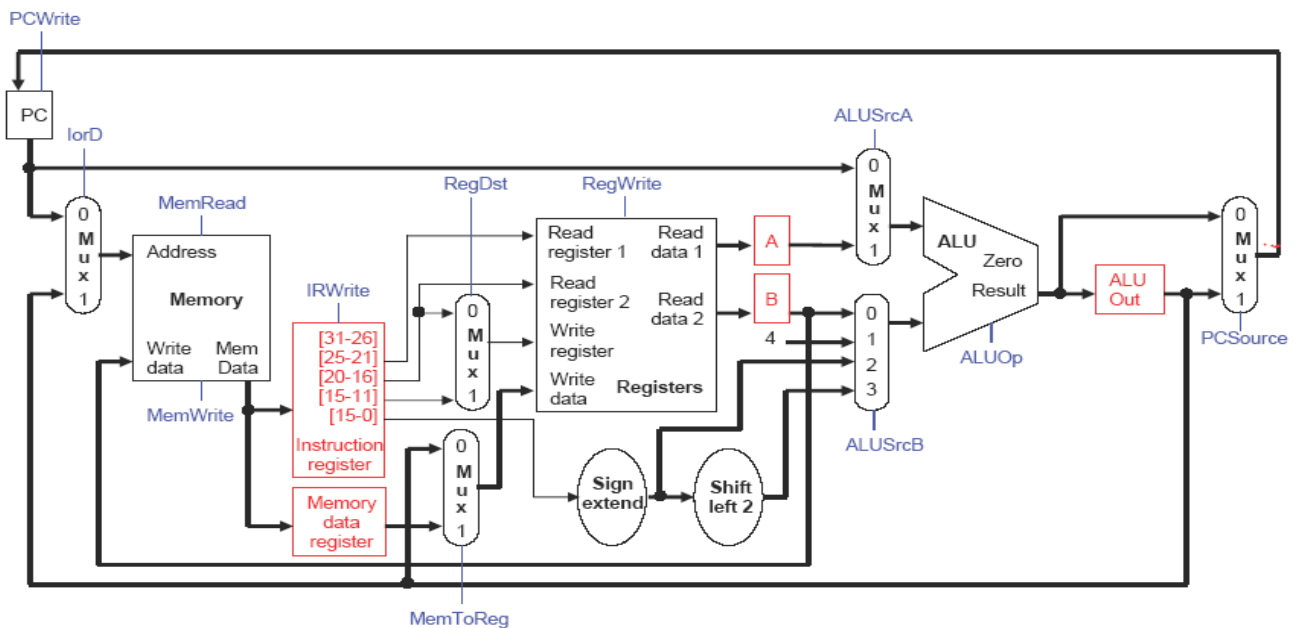 PCWrite
PC
IorD
0
M
u
x
1
MemRead
Address
Memory
Write
data
Mem
Data
MemWrite
IRWrite
[31-26]
[25-21]
[20-16]
[15-11]
[15-0]
Instruction
register
Memory
data
register
RegDst
0
M
u
x
1
0
M
u
x
1
MemToReg
RegWrite
Read
register 1
Read
data 1
Read
register 2
Read
data 2
Write
register
Write
data
Registers
Sign
extend
Shift
left 2
A
B
4
ALUSrcA
0
M
u
x
1
0
1
2
3
ALUSrcB
ALU
Zero
Result
ALUOp
ALU
Out
0
M
u
x
1
PCSource